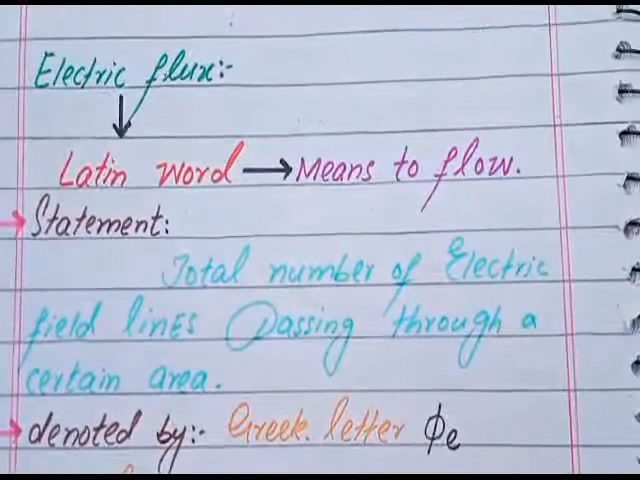 Electric flux:-
Latin word → Means to flow.
Statement:
Total number of Electric
field lines Passing through a
certain area.
denoted by:- Greek. letter ϕe